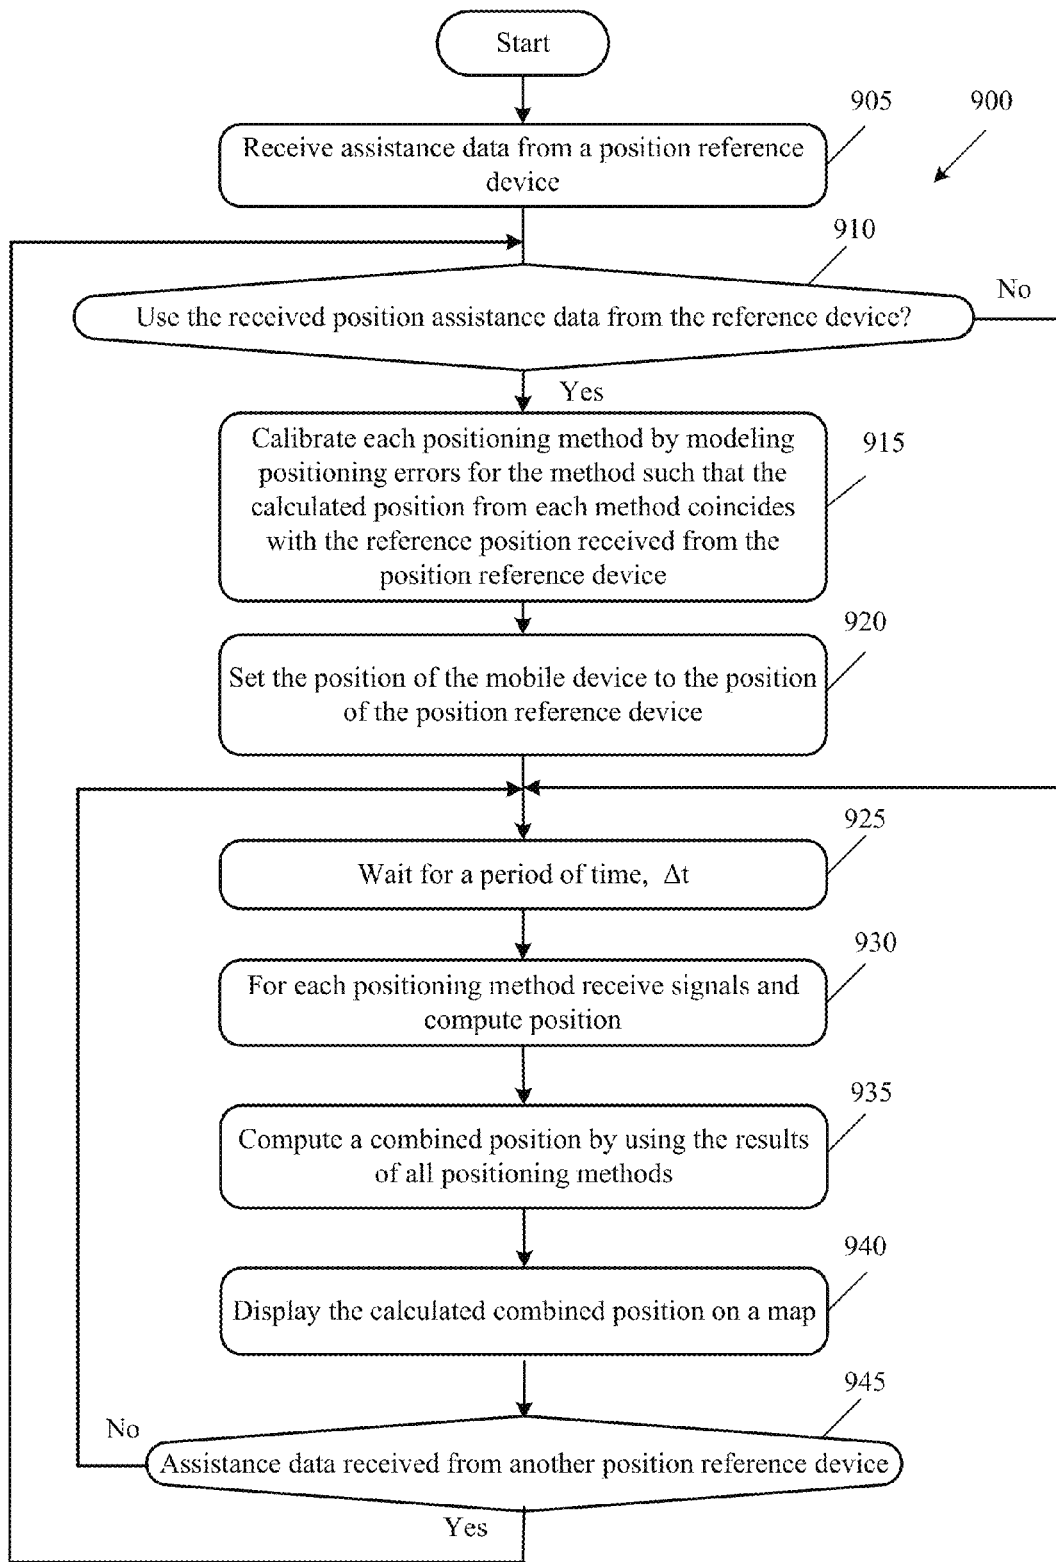 Start
905
900
Receive assistance data from a position reference
device
910
No
Use the received position assistance data from the reference device?
Yes
915
Calibrate each positioning method by modeling
positioning errors for the method such that the
calculated position from each method coincides
with the reference position received from the
position reference device
920
Set the position of the mobile device to the position
of the position reference device
925
Wait for a period of time, Δt
930
For each positioning method receive signals and
compute position
935
Compute a combined position by using the results
of all positioning methods
940
Display the calculated combined position on a map
945
No
Assistance data received from another position reference device
Yes